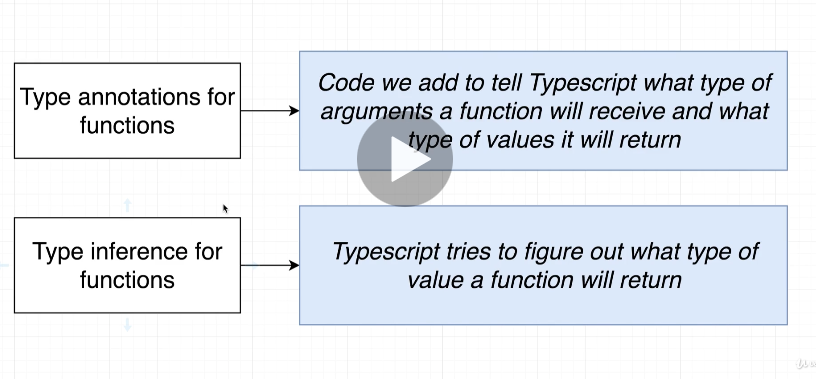 Type annotations for
functions
Code we add to tell Typescript what type of
arguments a function will receive and what
type of values it will return
Type inference for
functions
Typescript tries to figure out what type of
value a function will return